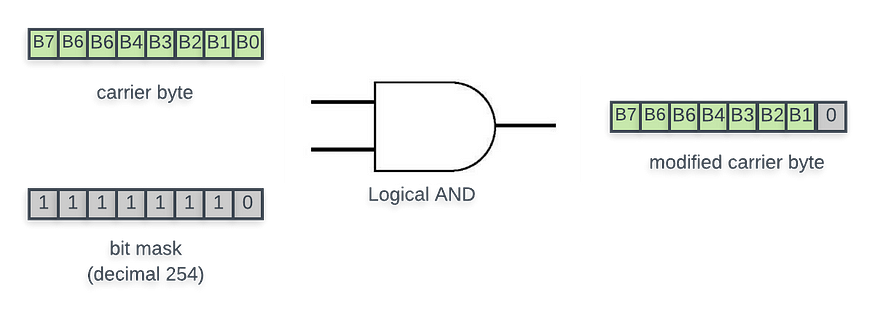 B7 B6 B6 B4 B3 B2 B1 B0
carrier byte
Logical AND
B7 B6 B6 B4 B3 B2 B1 0
modified carrier byte
1 1 1 1 1 1 1 0
bit mask
(decimal 254)